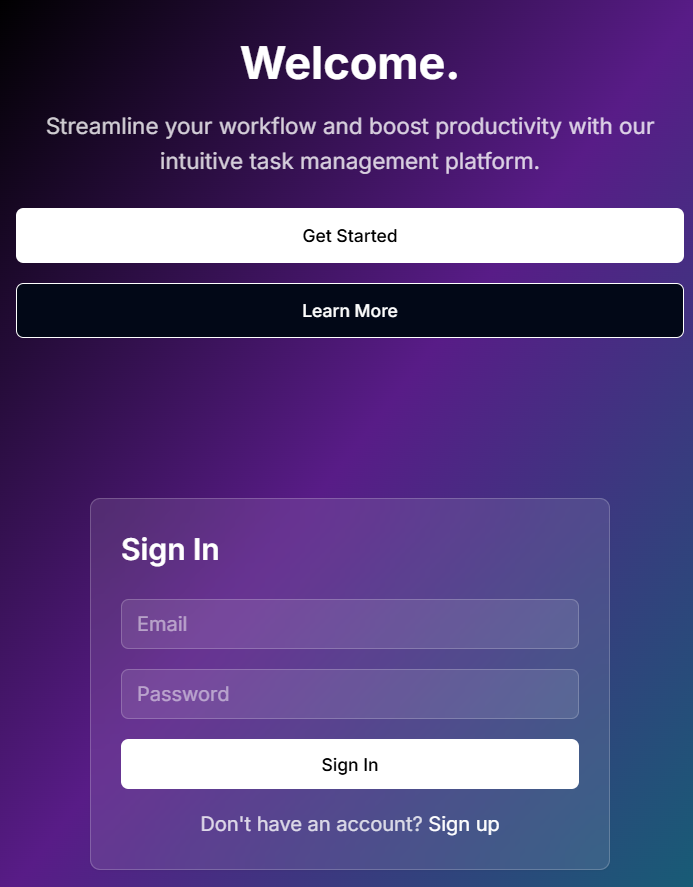 Welcome.
Streamline your workflow and boost productivity with our
intuitive task management platform.
Get Started
Learn More
Sign In
Email
Password
Sign In
Don't have an account? Sign up